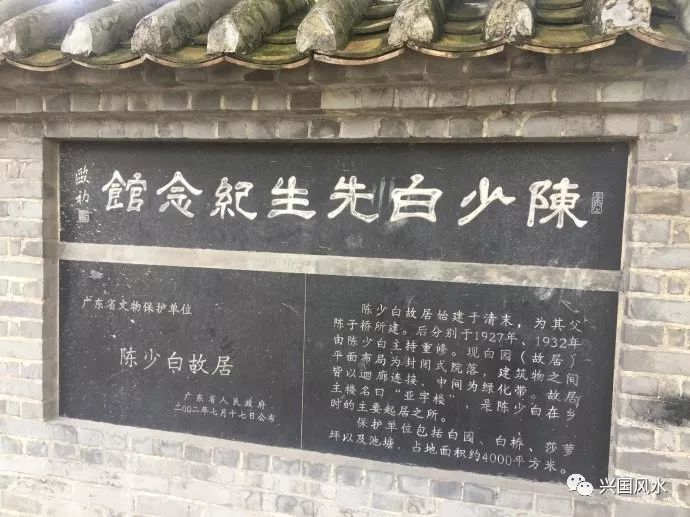 陳少白先生紀念館
歐初
广东省文物保护单位
陈少白故居
广东省人民政府
二00二年七月十七日公布
陈少白故居始建于清末，为其父
陈子桥所建。后分别于1927年、1932年
由陈少白主持重修。现白园（故居）
平面布局为封闭式院落，建筑物之间
皆以迴廊连接，中间为绿化带。故居
主楼名曰“亚字楼”，是陈少白在乡
时的主要起居之所。
保护单位包括白园、白桥、莎萝
坪以及池塘，占地面积约4000平方米。
兴国风水